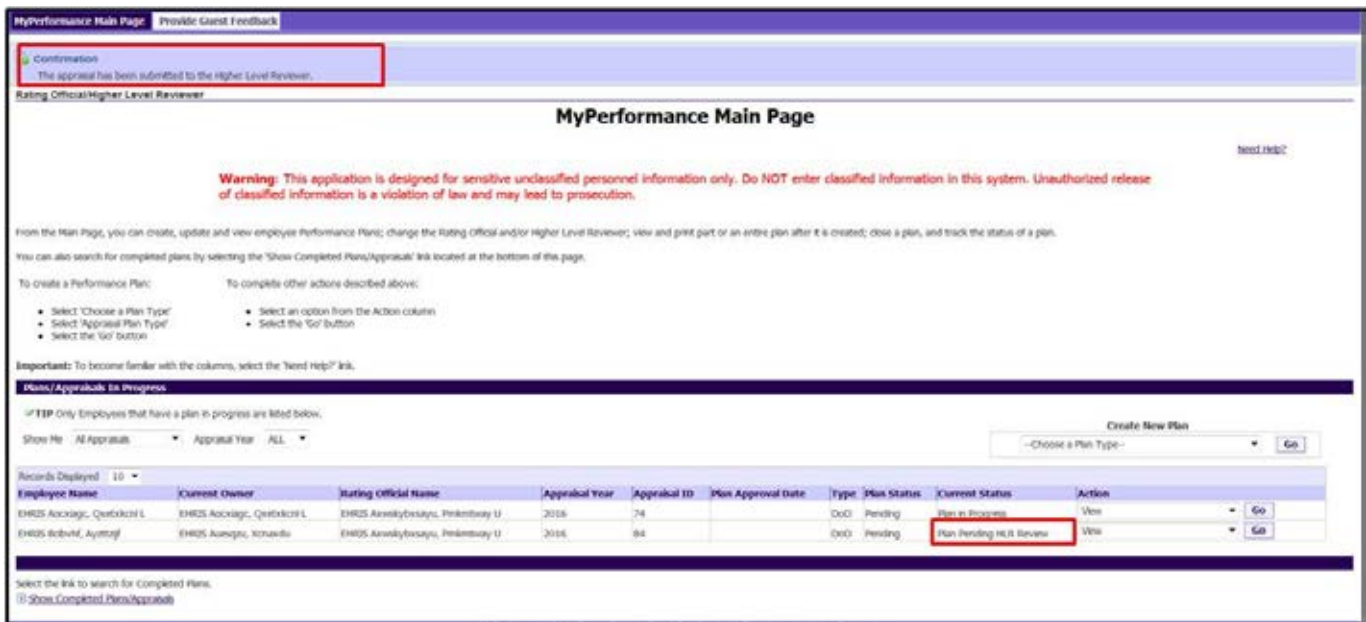 MyPerformance Main Page Provide Guest Feedback
Confirmation
The appraisal has been submitted to the Higher Level Reviewer.
Rating Official/Higher Level Reviewer
MyPerformance Main Page
Need Help?
Warning: This application is designed for sensitive unclassified personnel information only. Do NOT enter classified information in this system. Unauthorized release
of classified information is a violation of law and may lead to prosecution.
From the Main Page, you can create, update and view employee Performance Plans; change the Rating Official and/or Higher Level Reviewer; view and print part or an entire plan after it is created; close a plan, and track the status of a plan.
You can also search for completed plans by selecting the 'Show Completed Plans/Appraisals' link located at the bottom of this page.
To create a Performance Plan: To complete other actions described above:
• Select 'Choose a Plan Type' • Select an option from the Action column
• Select 'Appraisal Plan Type' • Select the 'Go' button
• Select the 'Go' button
Important: To become familiar with the columns, select the 'Need Help?' link.
Plans/Appraisals In Progress
TIP Only Employees that have a plan in progress are listed below.
Create New Plan
Show Me All Appraisals Appraisal Year ALL --Choose a Plan Type-- Go
Records Displayed 10
Employee Name Current Owner Rating Official Name Appraisal Year Appraisal ID Plan Approval Date Type Plan Status Current Status Action
EHRIS EHRIS EHRIS 2016 74 DoD Pending Plan in Progress View Go
EHRIS EHRIS EHRIS 2016 84 DoD Pending Plan Pending HLR Review View Go
Select the link to search for Completed Plans.
Show Completed Plans/Appraisals